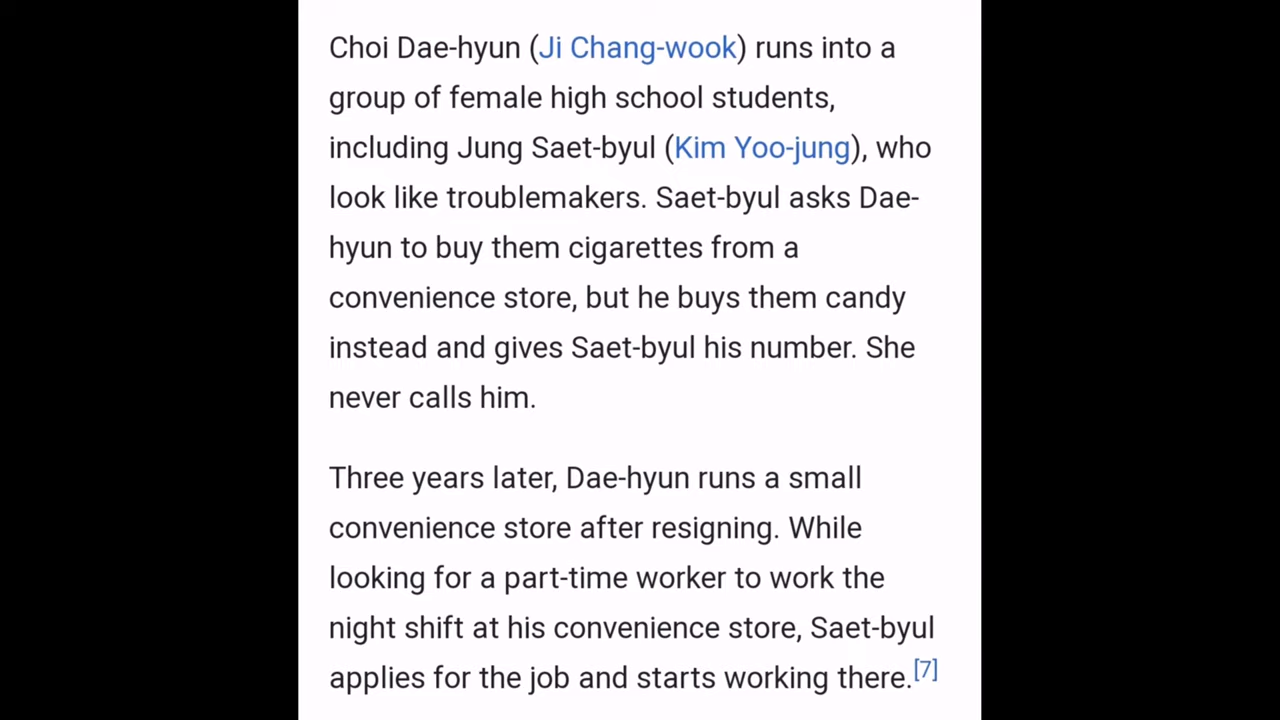 Choi Dae-hyun (Ji Chang-wook) runs into a
group of female high school students,
including Jung Saet-byul (Kim Yoo-jung), who
look like troublemakers. Saet-byul asks Dae-
hyun to buy them cigarettes from a
convenience store, but he buys them candy
instead and gives Saet-byul his number. She
never calls him.
Three years later, Dae-hyun runs a small
convenience store after resigning. While
looking for a part-time worker to work the
night shift at his convenience store, Saet-byul
applies for the job and starts working there.[7]